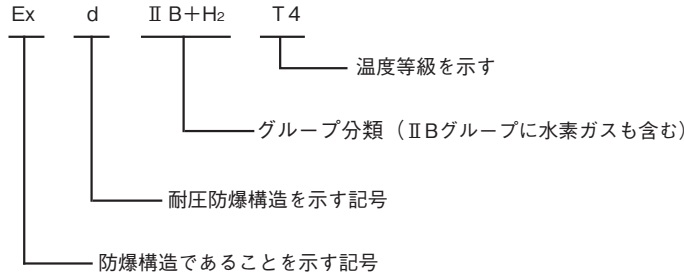 Ex d ⅡB+H₂ T4
温度等級を示す
グループ分類（ⅡBグループに水素ガスも含む）
耐圧防爆構造を示す記号
防爆構造であることを示す記号